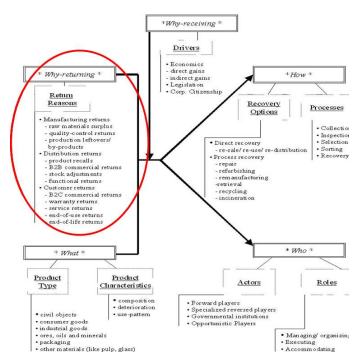 * Why-receiving *
Drivers
• Economics
- direct gains
- indirect gains
• Legislation
• Corp. Citizenship
* Why-returning *
Return
Reasons
• Manufacturing returns
- raw materials surplus
- quality-control returns
- production leftovers/
by-products
• Distribution returns
- product recalls
- B2B commercial returns
- stock adjustments
- functional returns
• Customer returns
- B2C commercial returns
- warranty returns
- service returns
- end-of-use returns
- end-of-life returns
* How *
Recovery
Options
• Direct recovery
- re-sale/ re-use/ re-distribution
• Process recovery
- repair
- refurbishing
- remanufacturing
-retrieval
- recycling
- incineration
Processes
• Collection
• Inspection
• Selection
• Sorting
• Recovery
* What *
Product
Type
• civil objects
• consumer goods
• industrial goods
• ores, oils and minerals
• packaging
• other materials (like pulp, glass)
Product
Characteristics
• composition
• deterioration
• use-pattern
* Who *
Actors
• Forward players
• Specialized reversed players
• Governmental institutions
• Opportunistic Players
Roles
• Managing/ organizing
• Executing
• Accommodating